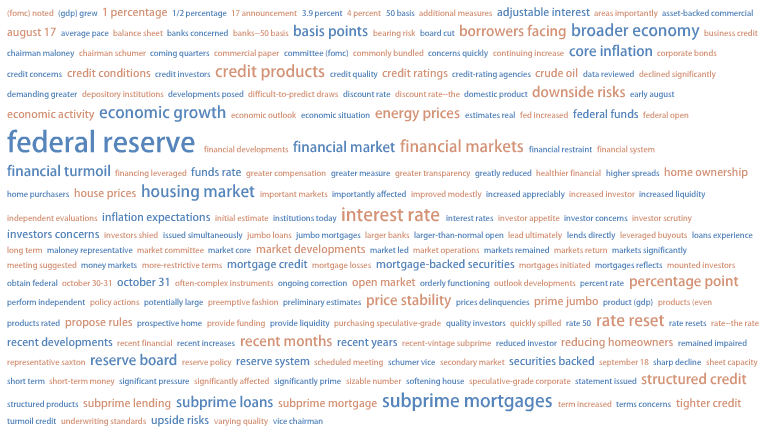 (fomc) noted (gdp) grew 1 percentage 1/2 percentage 17 announcement 3.9 percent 4 percent 50 basis additional measures adjustable interest areas importantly asset-backed commercial
august 17 average pace balance sheet banks concerned banks--50 basis basis points bearing risk board cut borrowers facing broader economy business credit
chairman maloney chairman schumer coming quarters commercial paper committee (fomc) commonly bundled concerns quickly continuing increase core inflation corporate bonds
credit concerns credit conditions credit investors credit products credit quality credit ratings credit-rating agencies crude oil data reviewed declined significantly
demanding greater depository institutions developments posed difficult-to-predict draws discount rate discount rate--the domestic product downside risks early august
economic activity economic growth economic outlook economic situation energy prices estimates real fed increased federal funds federal open
federal reserve financial developments financial market financial markets financial restraint financial system
financial turmoil financing leveraged funds rate greater compensation greater measure greater transparency greatly reduced healthier financial higher spreads home ownership
home purchasers house prices housing market important markets importantly affected improved modestly increased appreciably increased investor increased liquidity
independent evaluations inflation expectations initial estimate institutions today interest rate interest rates investor appetite investor concerns investor scrutiny
investors concerns investors shied issued simultaneously jumbo loans jumbo mortgages larger banks larger-than-normal open lead ultimately lends directly leveraged buyouts loans experience
long term maloney representative market committee market core market developments market led market operations markets remained markets return markets significantly
meeting suggested money markets more-restrictive terms mortgage credit mortgage losses mortgage-backed securities mortgages initiated mortgages reflects mounted investors
obtain federal october 30-31 october 31 often-complex instruments ongoing correction open market orderly functioning outlook developments percent rate percentage point
perform independent policy actions potentially large preemptive fashion preliminary estimates price stability prices delinquencies prime jumbo product (gdp) products (even
products rated propose rules prospective home provide funding provide liquidity purchasing speculative-grade quality investors quickly spilled rate 50 rate reset rate resets rate--the rate
recent developments recent financial recent increases recent months recent years recent-vintage subprime reduced investor reducing homeowners remained impaired
representative saxton reserve board reserve policy reserve system scheduled meeting schumer vice secondary market securities backed september 18 sharp decline sheet capacity
short term short-term money significant pressure significantly affected significantly prime sizable number softening house speculative-grade corporate statement issued structured credit
structured products subprime lending subprime loans subprime mortgage subprime mortgages term increased terms concerns tighter credit
turmoil credit underwriting standards upside risks varying quality vice chairman